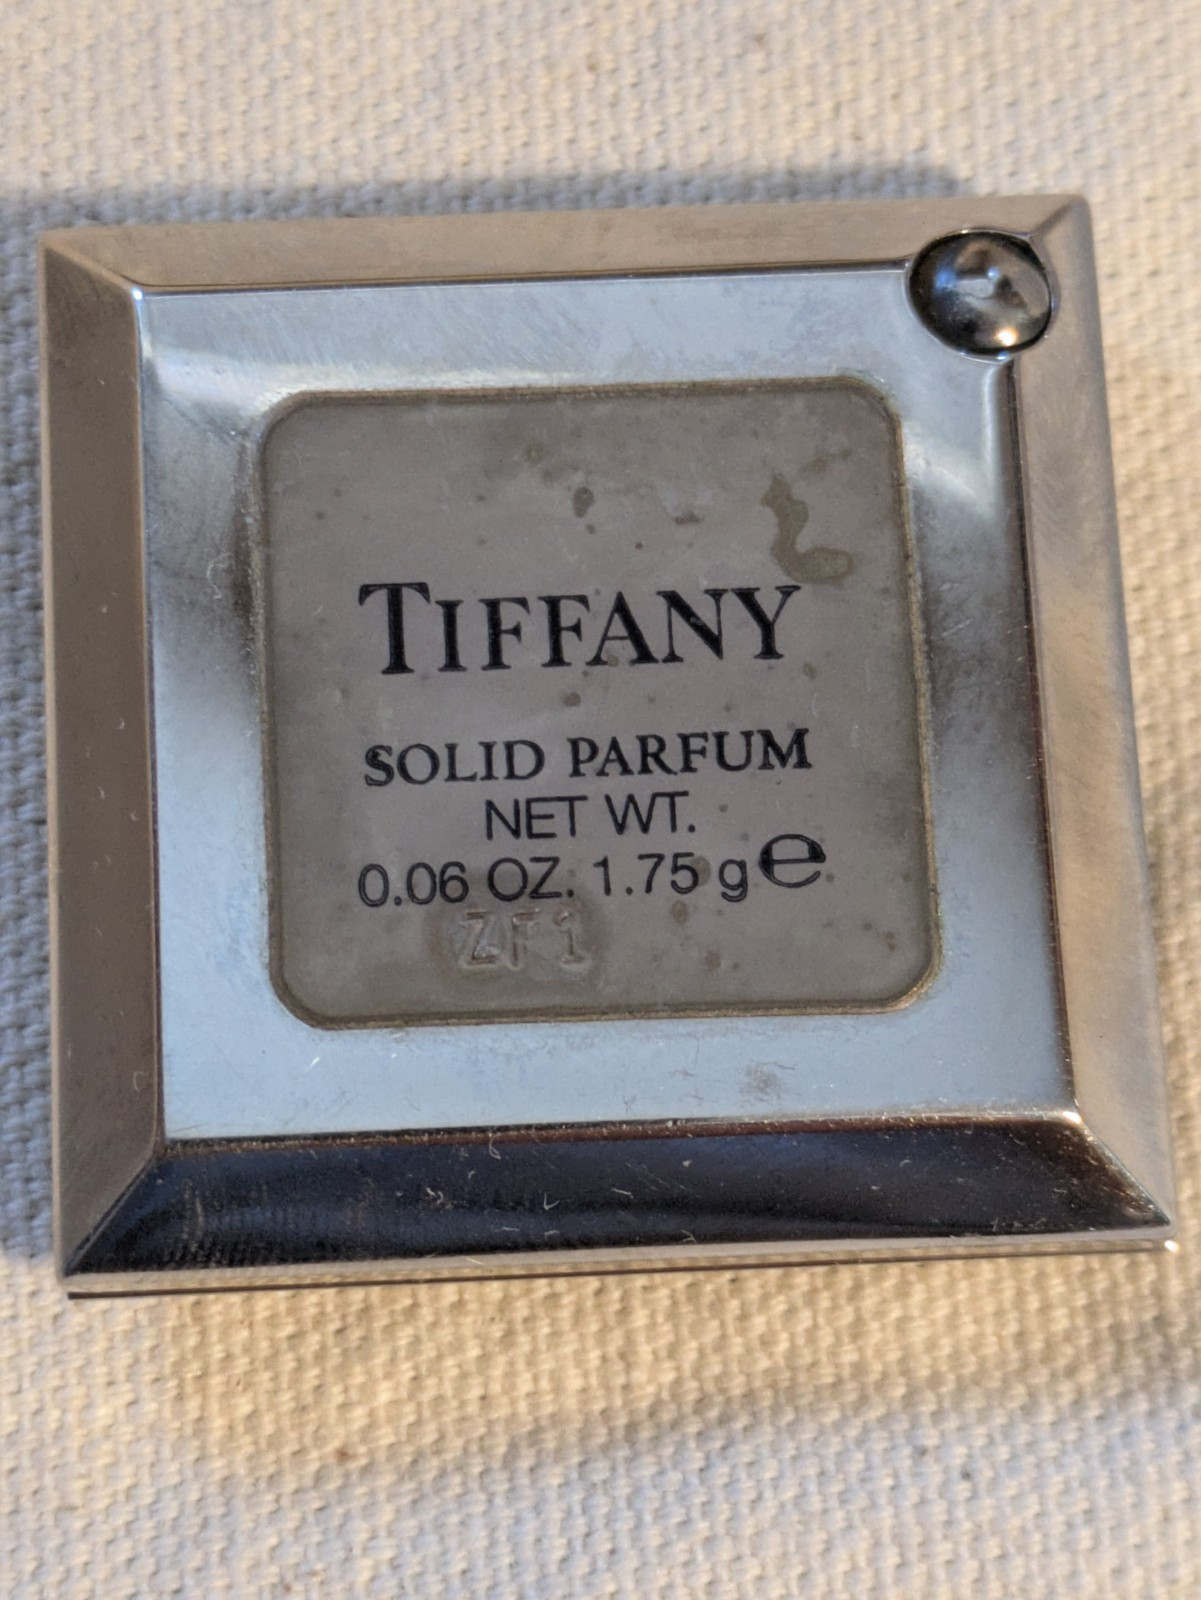 TIFFANY
SOLID PARFUM
NET WT.
0.06 OZ. 1.75 g ℮
ZF1